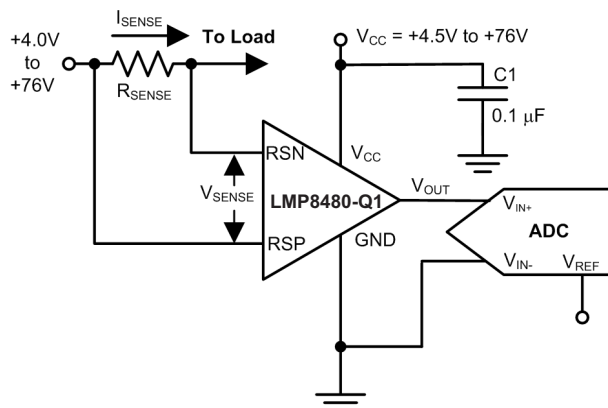 I_SENSE
+4.0V
to
+76V
To Load
R_SENSE
V_CC = +4.5V to +76V
C1
0.1 μF
RSN
V_CC
V_SENSE
LMP8480-Q1
V_OUT
RSP
GND
V_IN+
ADC
V_IN-
V_REF